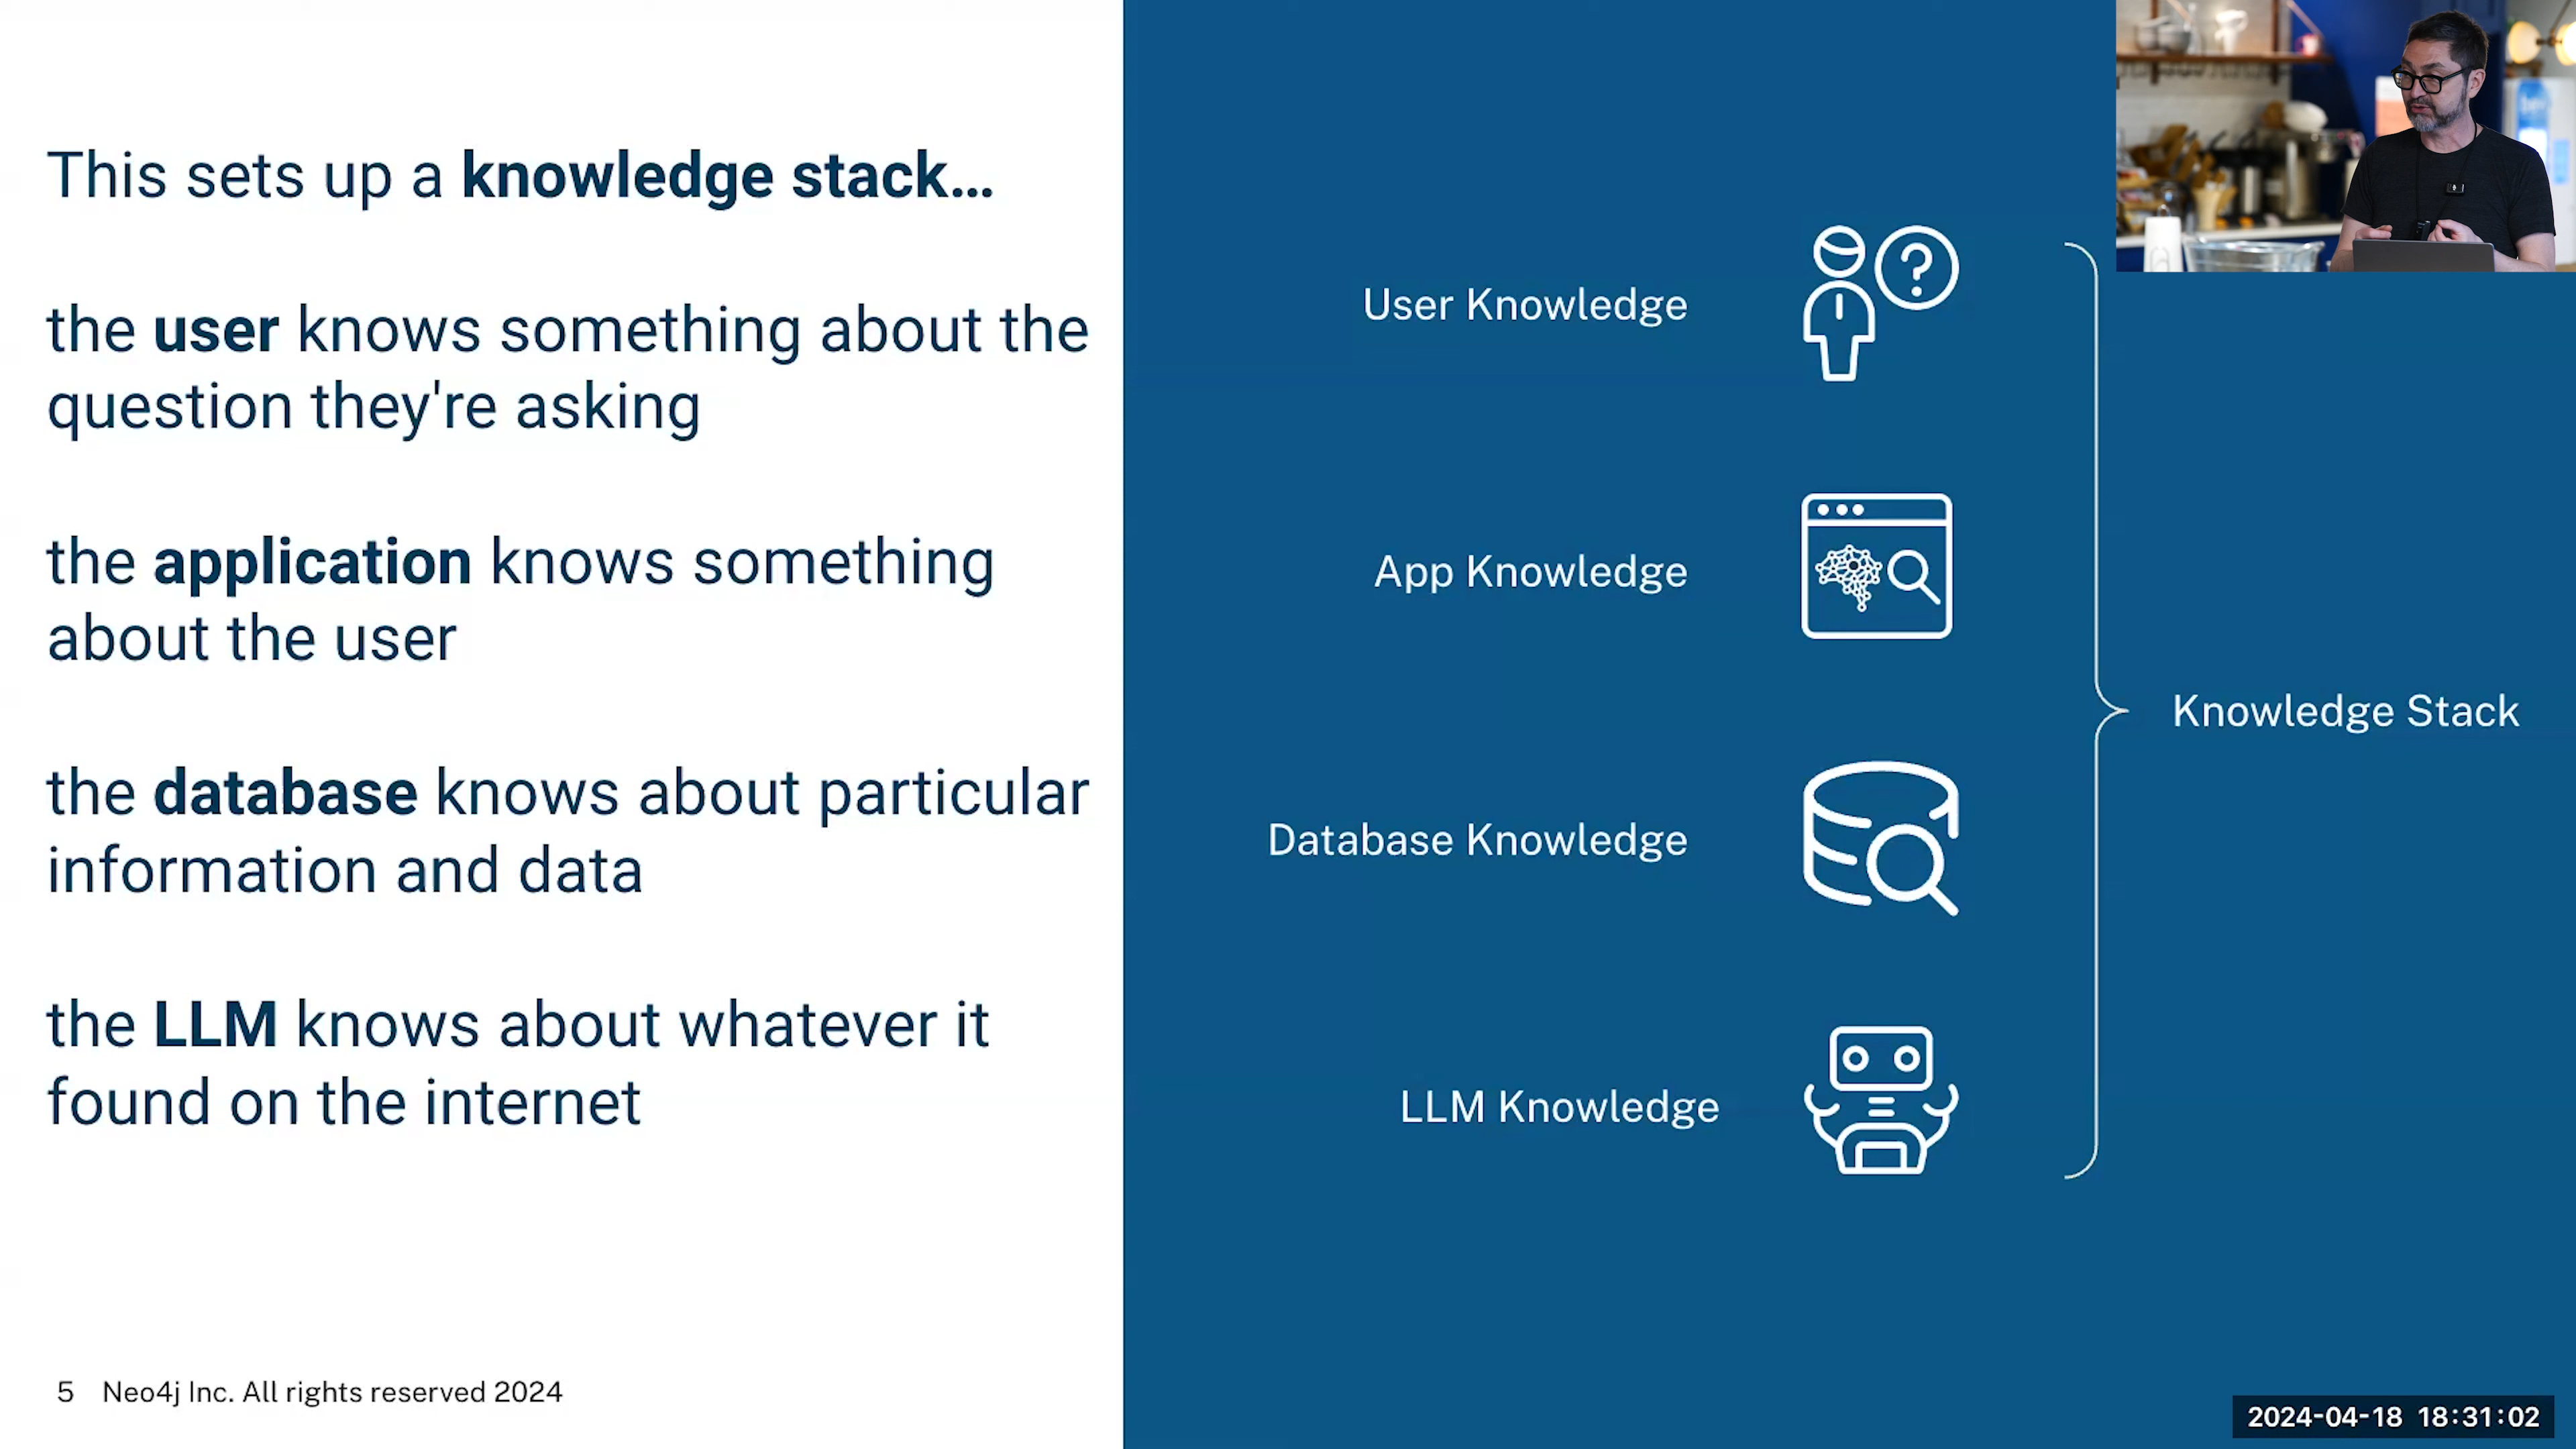 This sets up a knowledge stack…
the user knows something about the
question they're asking
the application knows something
about the user
the database knows about particular
information and data
the LLM knows about whatever it
found on the internet
5 Neo4j Inc. All rights reserved 2024
User Knowledge
App Knowledge
Database Knowledge
LLM Knowledge
Knowledge Stack
2024-04-18 18:31:02